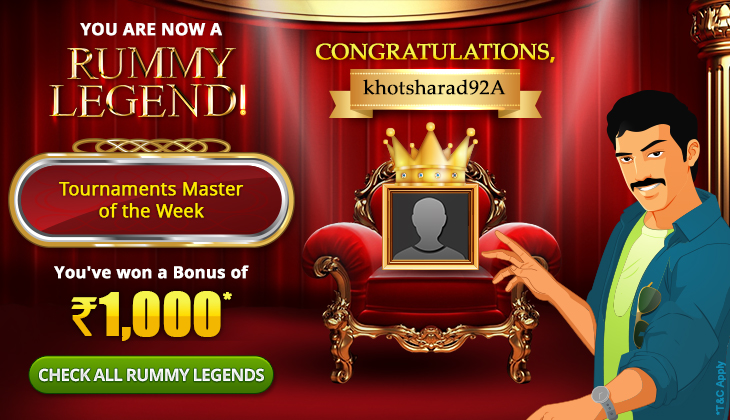 YOU ARE NOW A
RUMMY
LEGEND!
Tournaments Master
of the Week
You've won a Bonus of
₹1,000*
CHECK ALL RUMMY LEGENDS
CONGRATULATIONS,
khotsharad92A
*T&C Apply